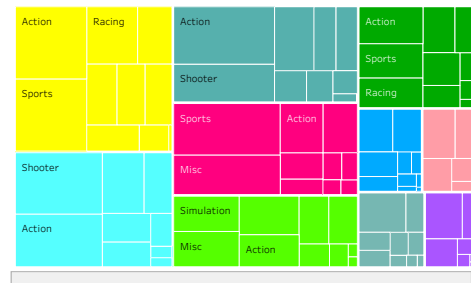 Action
Racing
Sports
Shooter
Action
Action
Shooter
Sports
Action
Misc
Simulation
Misc
Action
Action
Sports
Racing